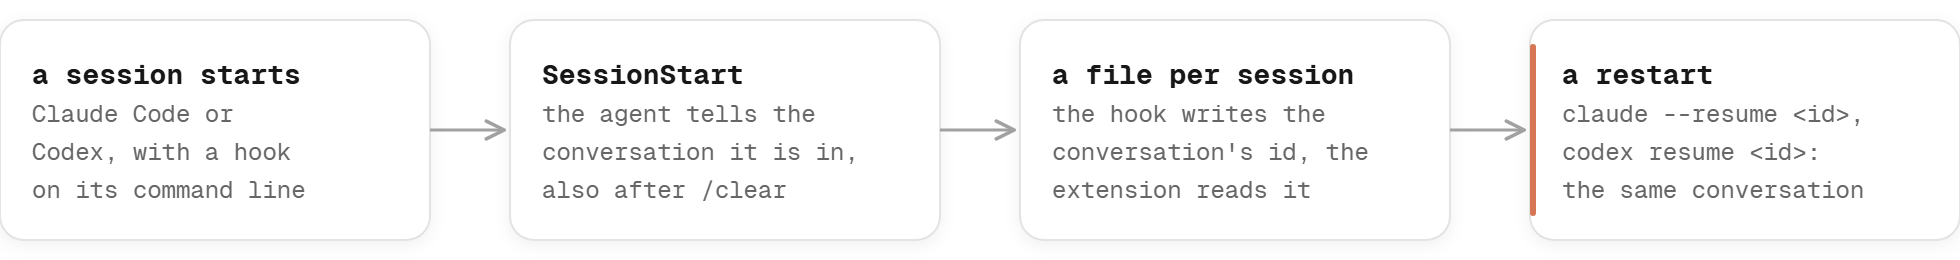 a session starts
Claude Code or
Codex, with a hook
on its command line
SessionStart
the agent tells the
conversation it is in,
also after /clear
a file per session
the hook writes the
conversation's id, the
extension reads it
a restart
claude --resume <id>,
codex resume <id>:
the same conversation